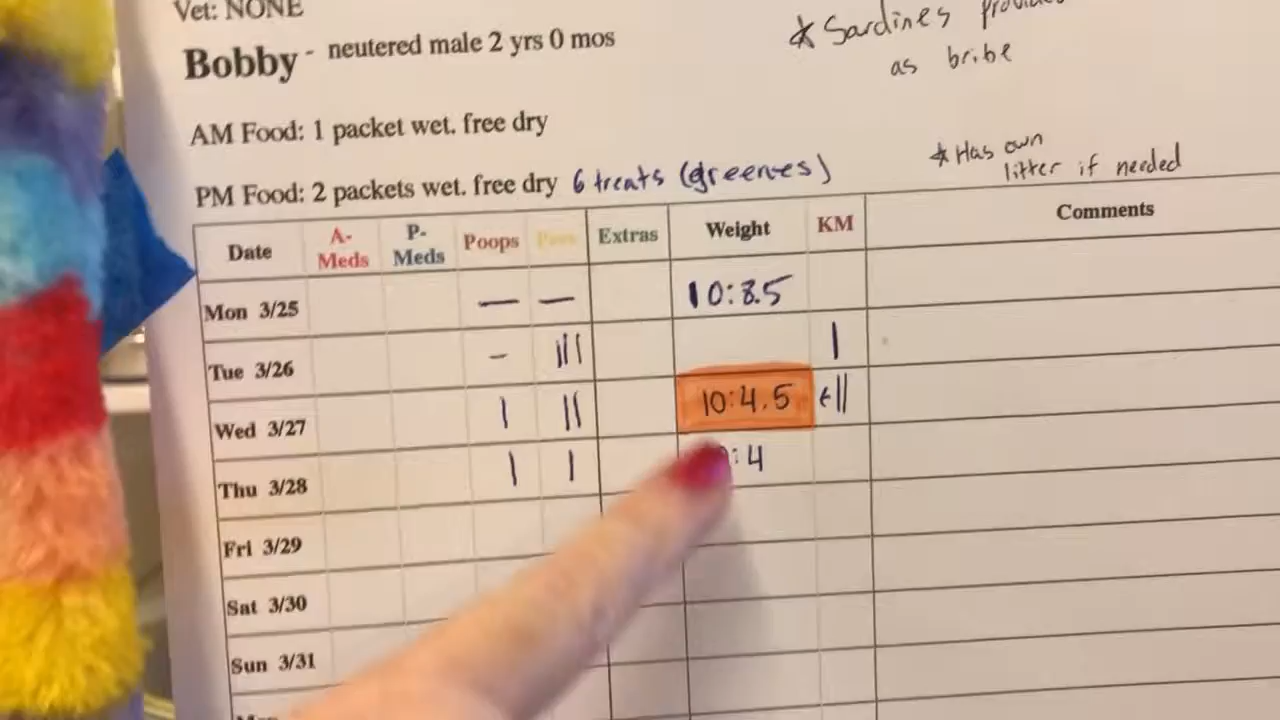 Vet: NONE
Bobby - neutered male 2 yrs 0 mos
* Sardines
as bribe
AM Food: 1 packet wet. free dry
PM Food: 2 packets wet. free dry 6 treats (greenies)
* Has own
litter if needed
Date A-Meds P-Meds Poops Pees Extras Weight KM Comments
Mon 3/25 — — 10:8.5
Tue 3/26 - ||| |
Wed 3/27 | || 10:4.5 ←||
Thu 3/28 | | :4
Fri 3/29
Sat 3/30
Sun 3/31